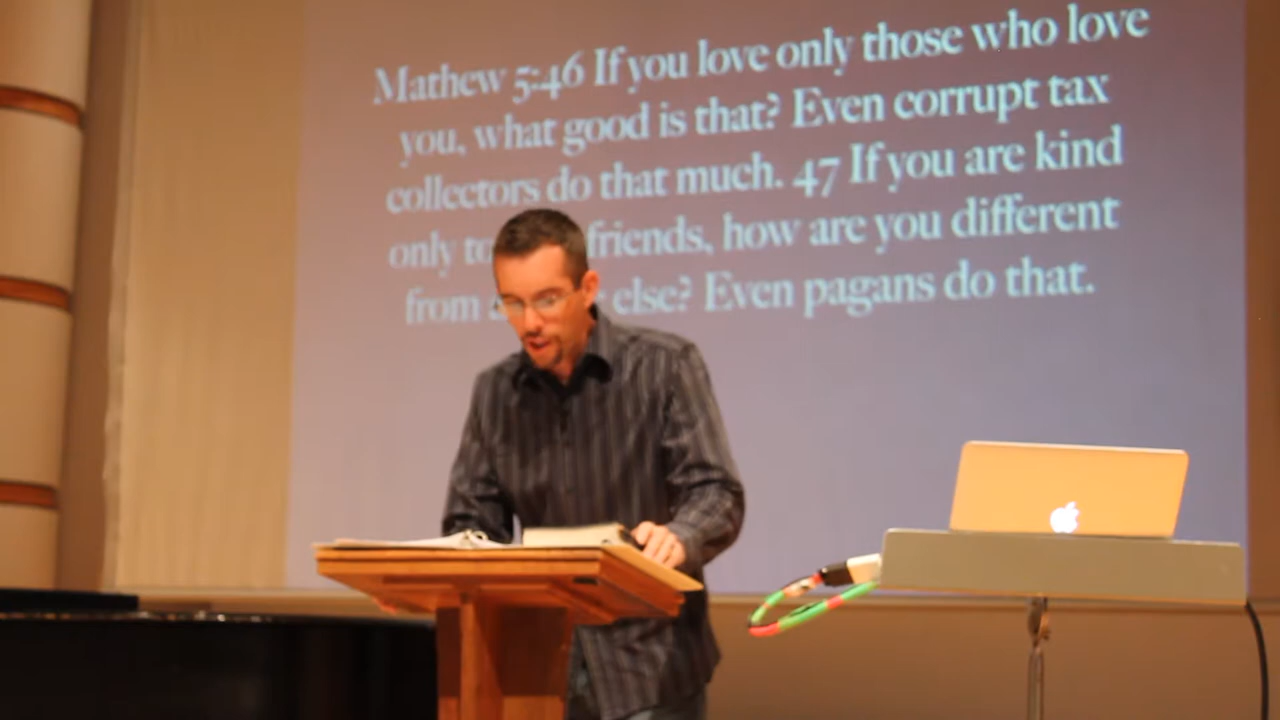 Mathew 5:46 If you love only those who love
you, what good is that? Even corrupt tax
collectors do that much. 47 If you are kind
only to friends, how are you different
from else? Even pagans do that.